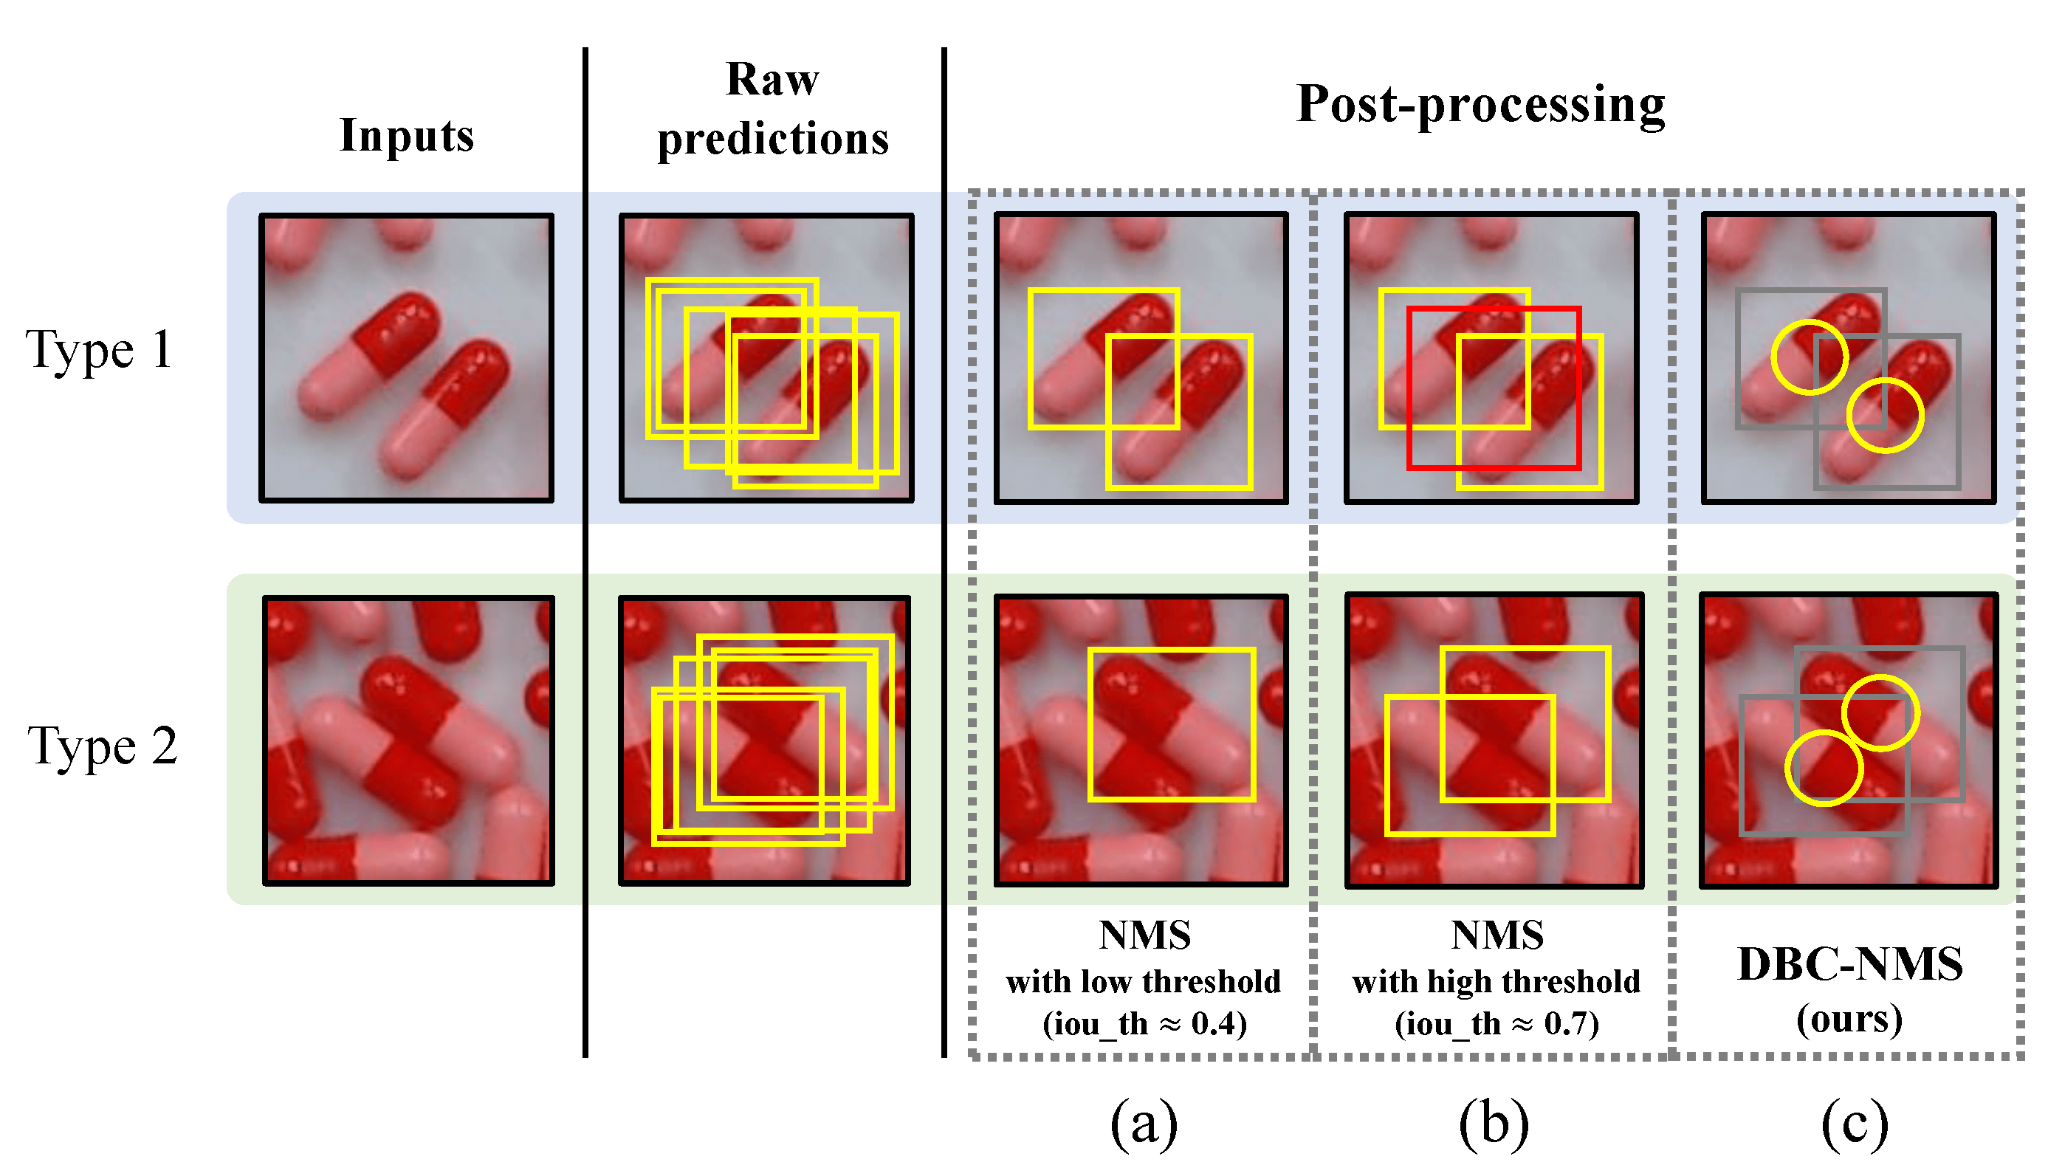 Inputs
Raw
predictions
Post-processing
Type 1
Type 2
NMS
with low threshold
(iou_th ≈ 0.4)
NMS
with high threshold
(iou_th ≈ 0.7)
DBC-NMS
(ours)
(a)
(b)
(c)